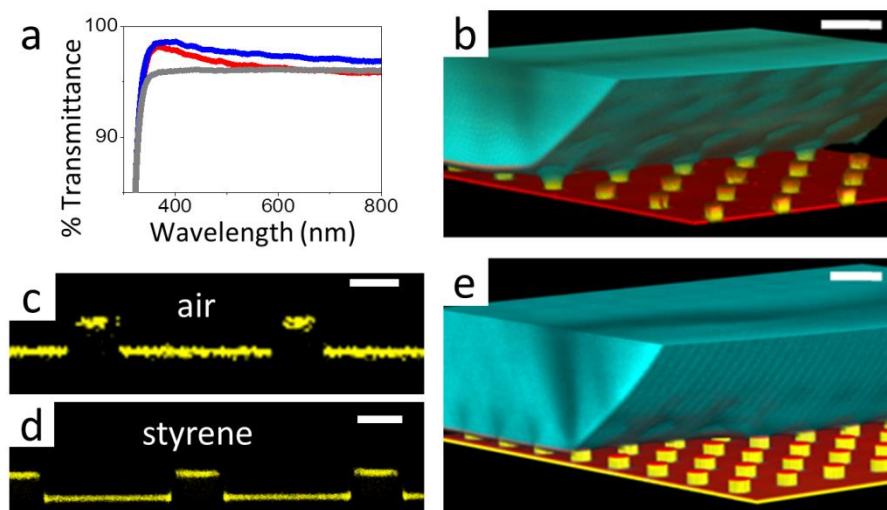 a
100
90
% Transmittance
400
600
800
Wavelength (nm)
b
c
air
d
styrene
e